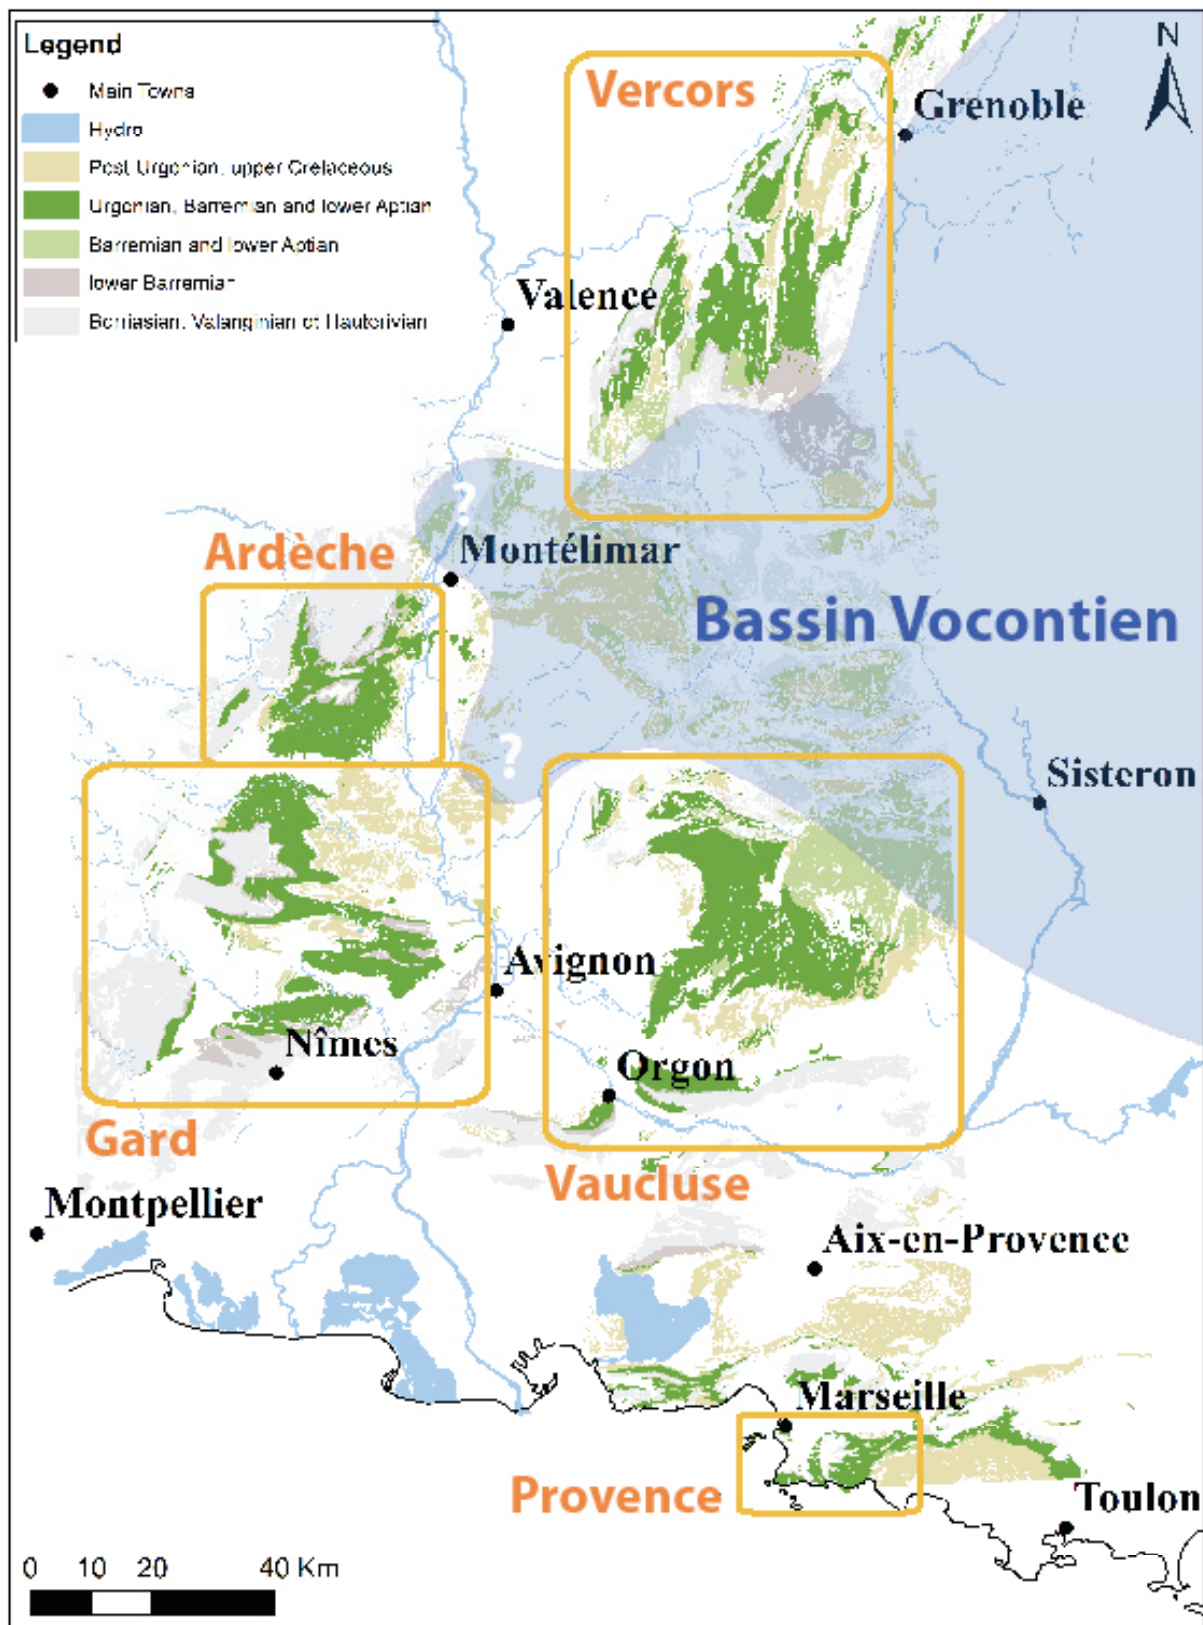 Legend
Main Towns
Hydro
Post Urgonian, upper Cretaceous
Urgonian, Barremian and lower Aptian
Barremian and lower Aptian
lower Barremian
Berriasian, Valanginian et Hauterivian
N
Vercors
Grenoble
Valence
?
Ardèche
Montélimar
Bassin Vocontien
?
Sisteron
Avignon
Nîmes
Orgon
Gard
Vaucluse
Montpellier
Aix-en-Provence
Marseille
Provence
Toulon
0 10 20 40 Km